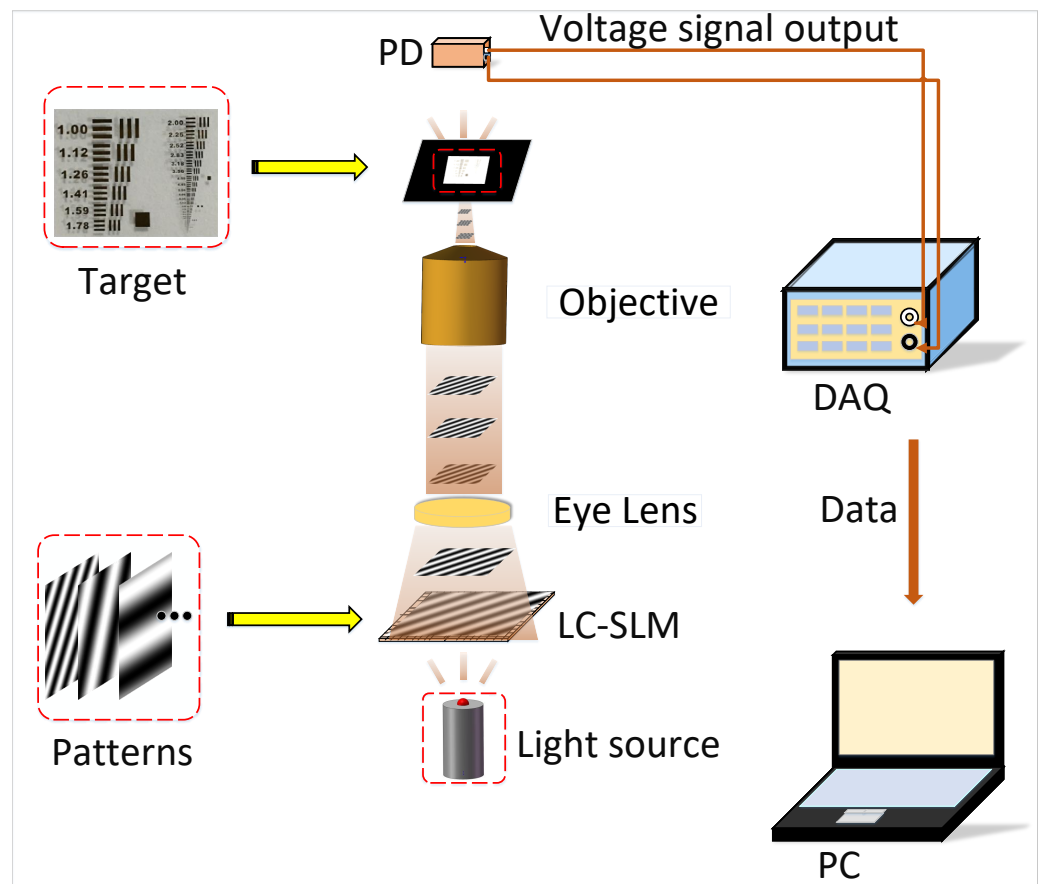 Voltage signal output
PD
1.00
1.12
1.26
1.41
1.59
1.78
2.00
2.25
2.52
Target
Objective
DAQ
Eye Lens
Data
LC-SLM
Patterns
Light source
PC